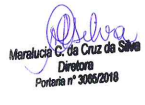 Maralucia C. da Cruz da Silva
Diretora
Portaria nº 3065/2018